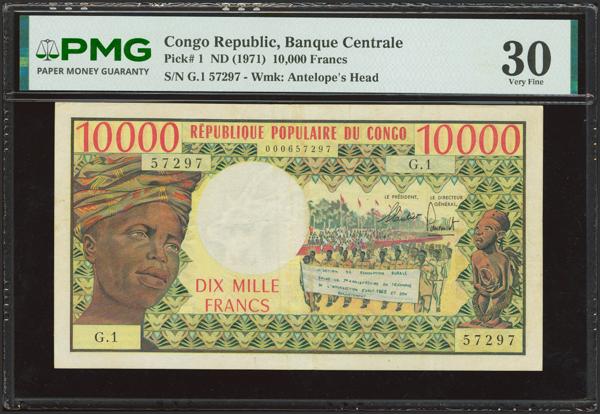 PMG
PAPER MONEY GUARANTY
Congo Republic, Banque Centrale
Pick# 1 ND (1971) 10,000 Francs
S/N G.1 57297 - Wmk: Antelope's Head
30
Very Fine
10000 RÉPUBLIQUE POPULAIRE DU CONGO 10000
57297 000657297 G.1
LE PRÉSIDENT, LE DIRECTEUR
GÉNÉRAL,
DIX MILLE
FRANCS
G.1 57297